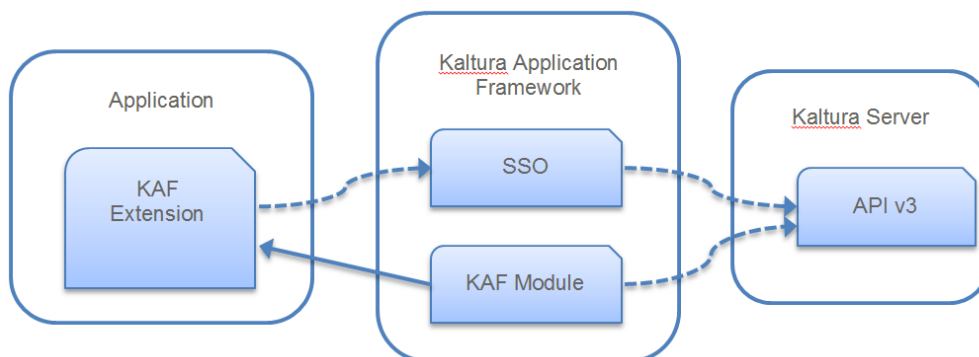 Application
KAF
Extension
Kaltura Application
Framework
SSO
KAF Module
Kaltura Server
API v3